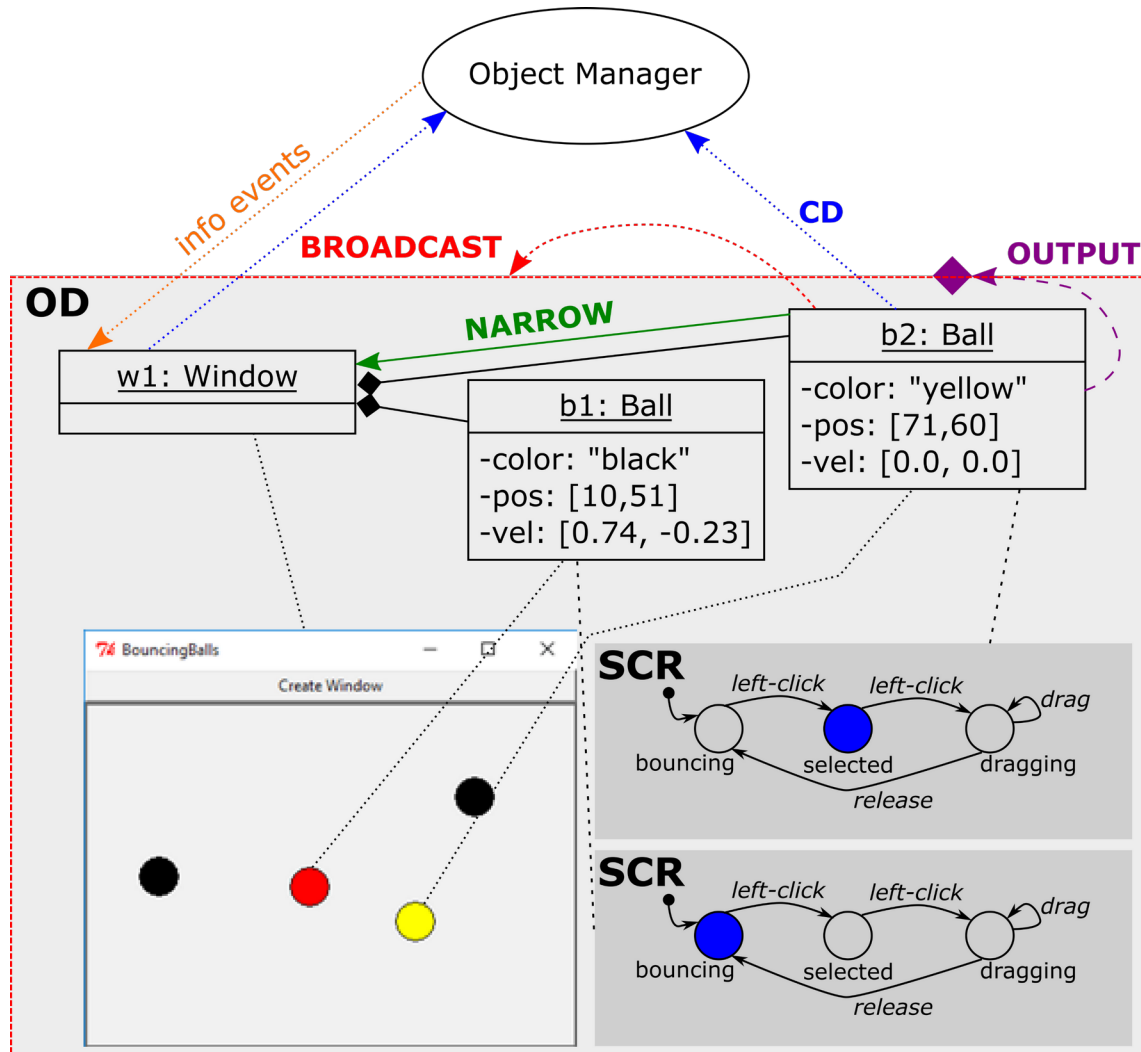 Object Manager
info events
CD
BROADCAST
OUTPUT
OD
NARROW
w1: Window
b2: Ball
-color: "yellow"
-pos: [71,60]
-vel: [0.0, 0.0]
b1: Ball
-color: "black"
-pos: [10,51]
-vel: [0.74, -0.23]
BouncingBalls
Create Window
SCR
left-click
left-click
drag
bouncing
selected
dragging
release
SCR
left-click
left-click
drag
bouncing
selected
dragging
release